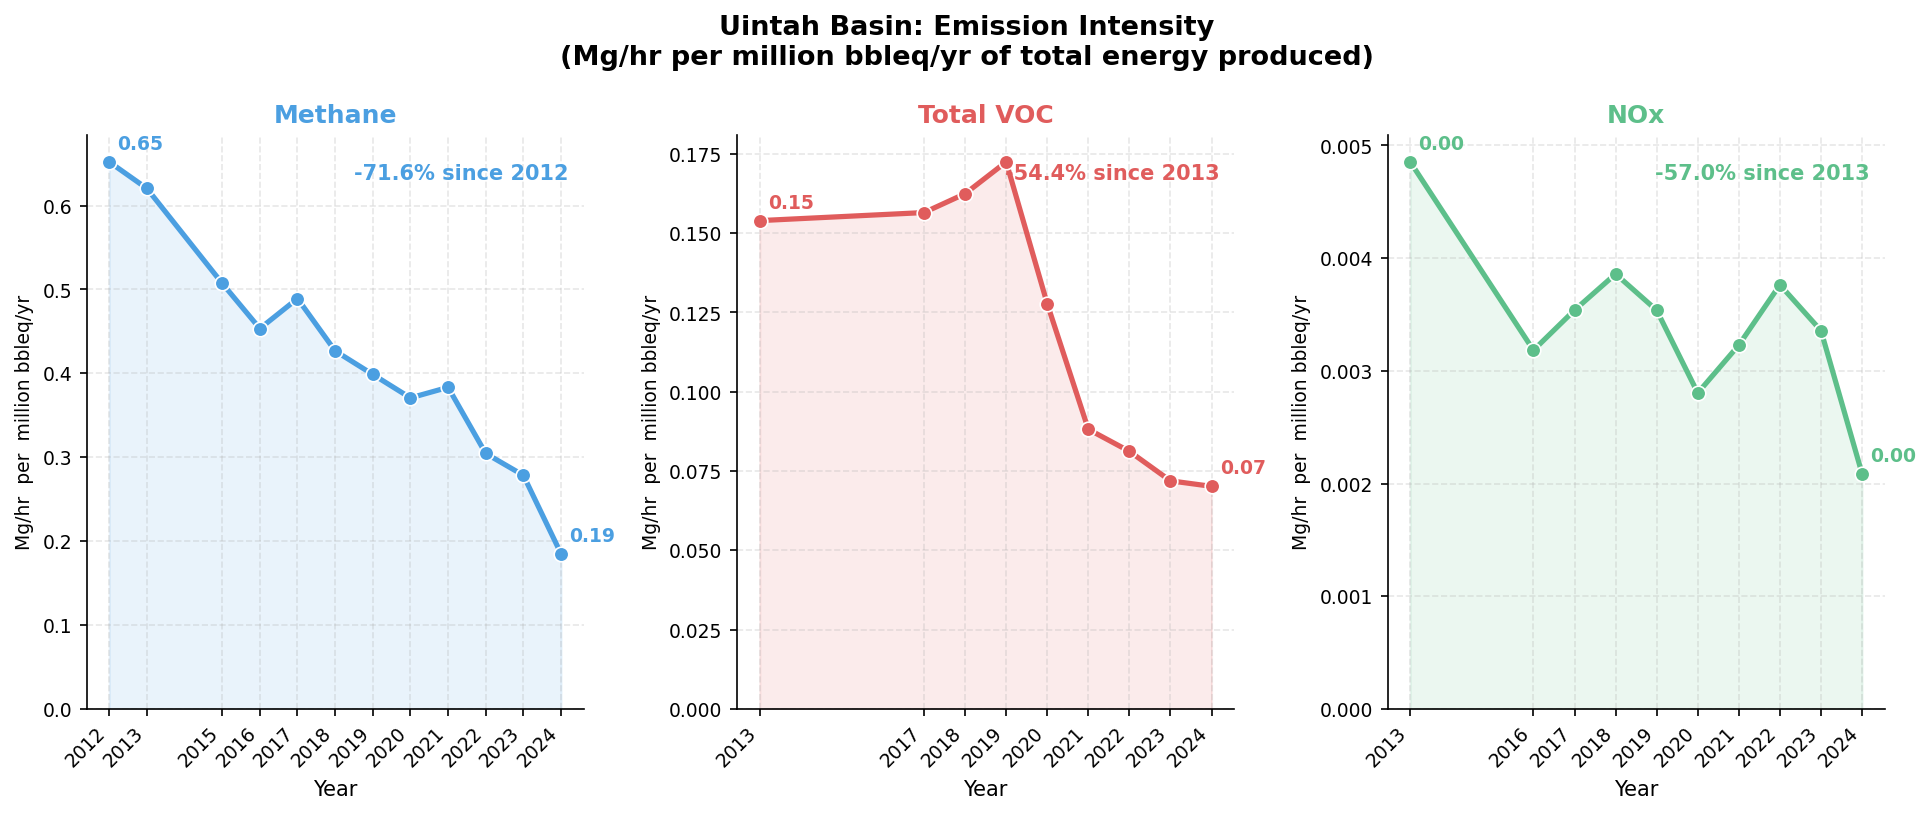 Uintah Basin: Emission Intensity
(Mg/hr per million bbleq/yr of total energy produced)
Methane
Mg/hr per million bbleq/yr
0.6
0.5
0.4
0.3
0.2
0.1
0.0
0.65
-71.6% since 2012
0.19
2012 2013 2015 2016 2017 2018 2019 2020 2021 2022 2023 2024
Year
Total VOC
Mg/hr per million bbleq/yr
0.175
0.150
0.125
0.100
0.075
0.050
0.025
0.000
0.15
54.4% since 2013
0.07
2013 2017 2018 2019 2020 2021 2022 2023 2024
Year
NOx
Mg/hr per million bbleq/yr
0.005
0.004
0.003
0.002
0.001
0.000
0.00
-57.0% since 2013
0.00
2013 2016 2017 2018 2019 2020 2021 2022 2023 2024
Year